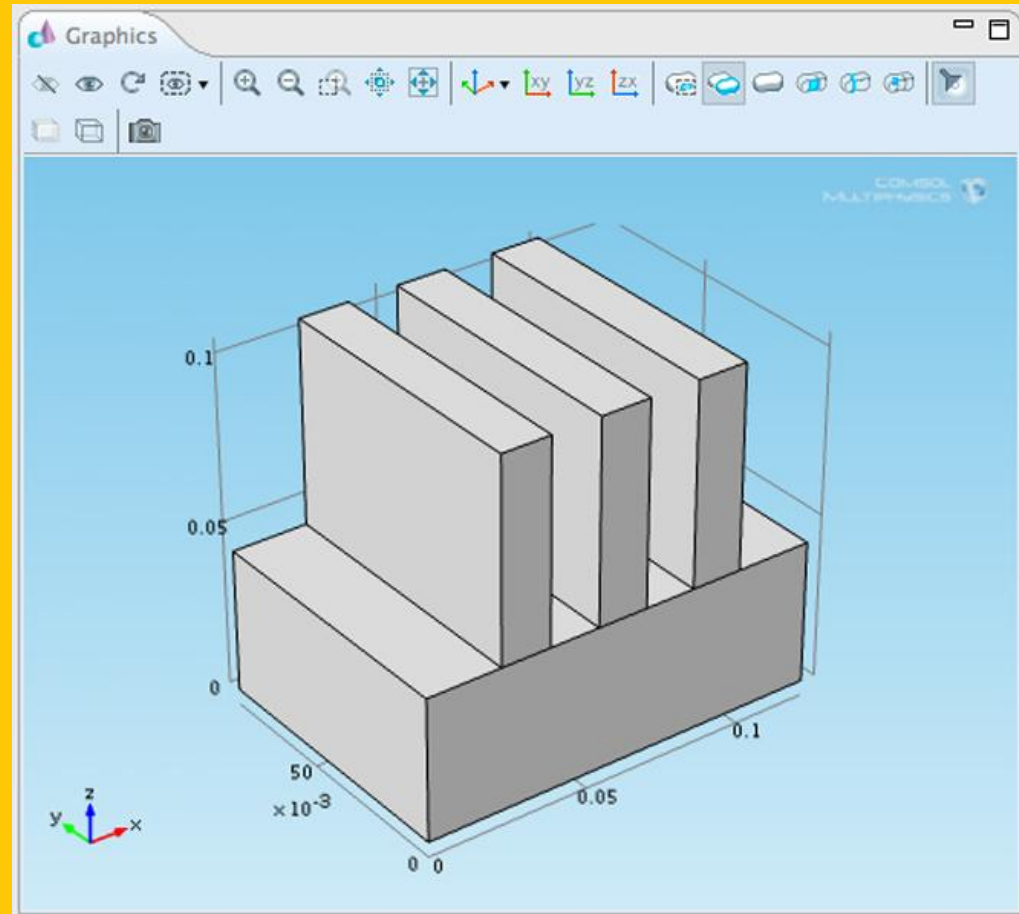 Graphics
xy yz zx
COMSOL
MULTIPHYSICS
0.1
0.05
0
50
×10⁻³
0 0
0.05
0.1
z
y x